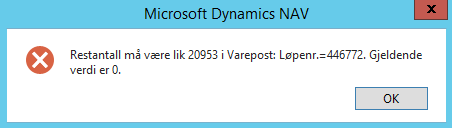 Microsoft Dynamics NAV
x
Restantall må være lik 20953 i Varepost: Løpenr.=446772. Gjeldende
verdi er 0.
OK